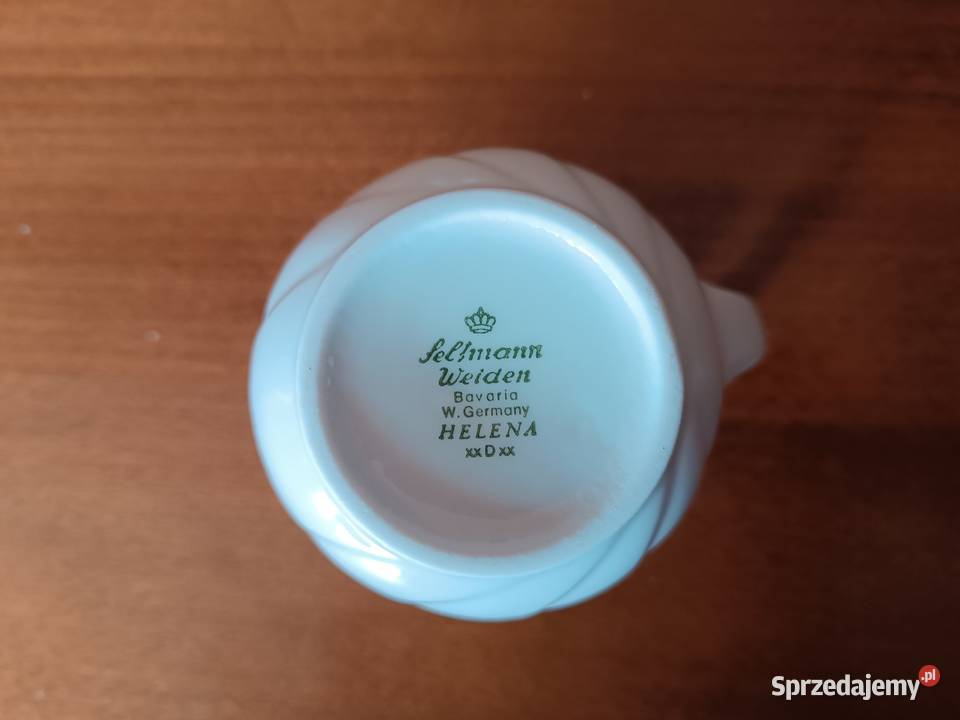 Seltmann
Weiden
Bavaria
W. Germany
HELENA
xx D xx
Sprzedajemy.pl